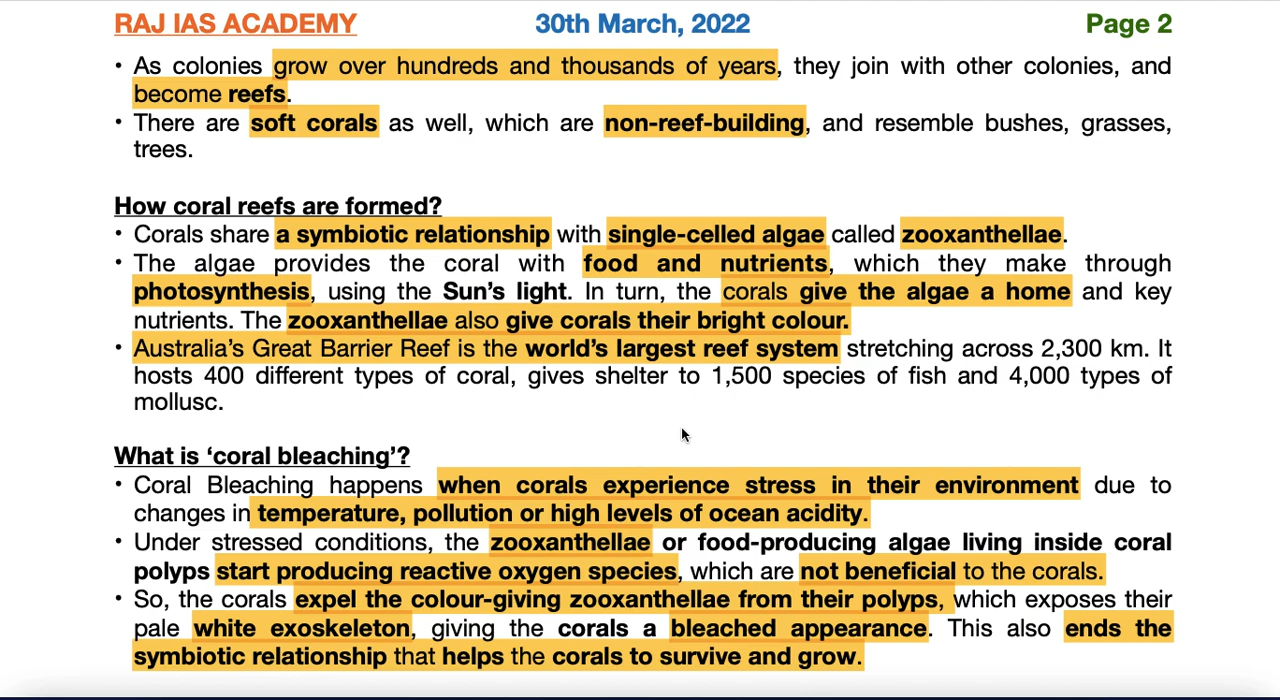 RAJ IAS ACADEMY 30th March, 2022 Page 2
• As colonies grow over hundreds and thousands of years, they join with other colonies, and
become reefs.
• There are soft corals as well, which are non-reef-building, and resemble bushes, grasses,
trees.
How coral reefs are formed?
• Corals share a symbiotic relationship with single-celled algae called zooxanthellae.
• The algae provides the coral with food and nutrients, which they make through
photosynthesis, using the Sun's light. In turn, the corals give the algae a home and key
nutrients. The zooxanthellae also give corals their bright colour.
• Australia's Great Barrier Reef is the world's largest reef system stretching across 2,300 km. It
hosts 400 different types of coral, gives shelter to 1,500 species of fish and 4,000 types of
mollusc.
What is 'coral bleaching'?
• Coral Bleaching happens when corals experience stress in their environment due to
changes in temperature, pollution or high levels of ocean acidity.
• Under stressed conditions, the zooxanthellae or food-producing algae living inside coral
polyps start producing reactive oxygen species, which are not beneficial to the corals.
• So, the corals expel the colour-giving zooxanthellae from their polyps, which exposes their
pale white exoskeleton, giving the corals a bleached appearance. This also ends the
symbiotic relationship that helps the corals to survive and grow.